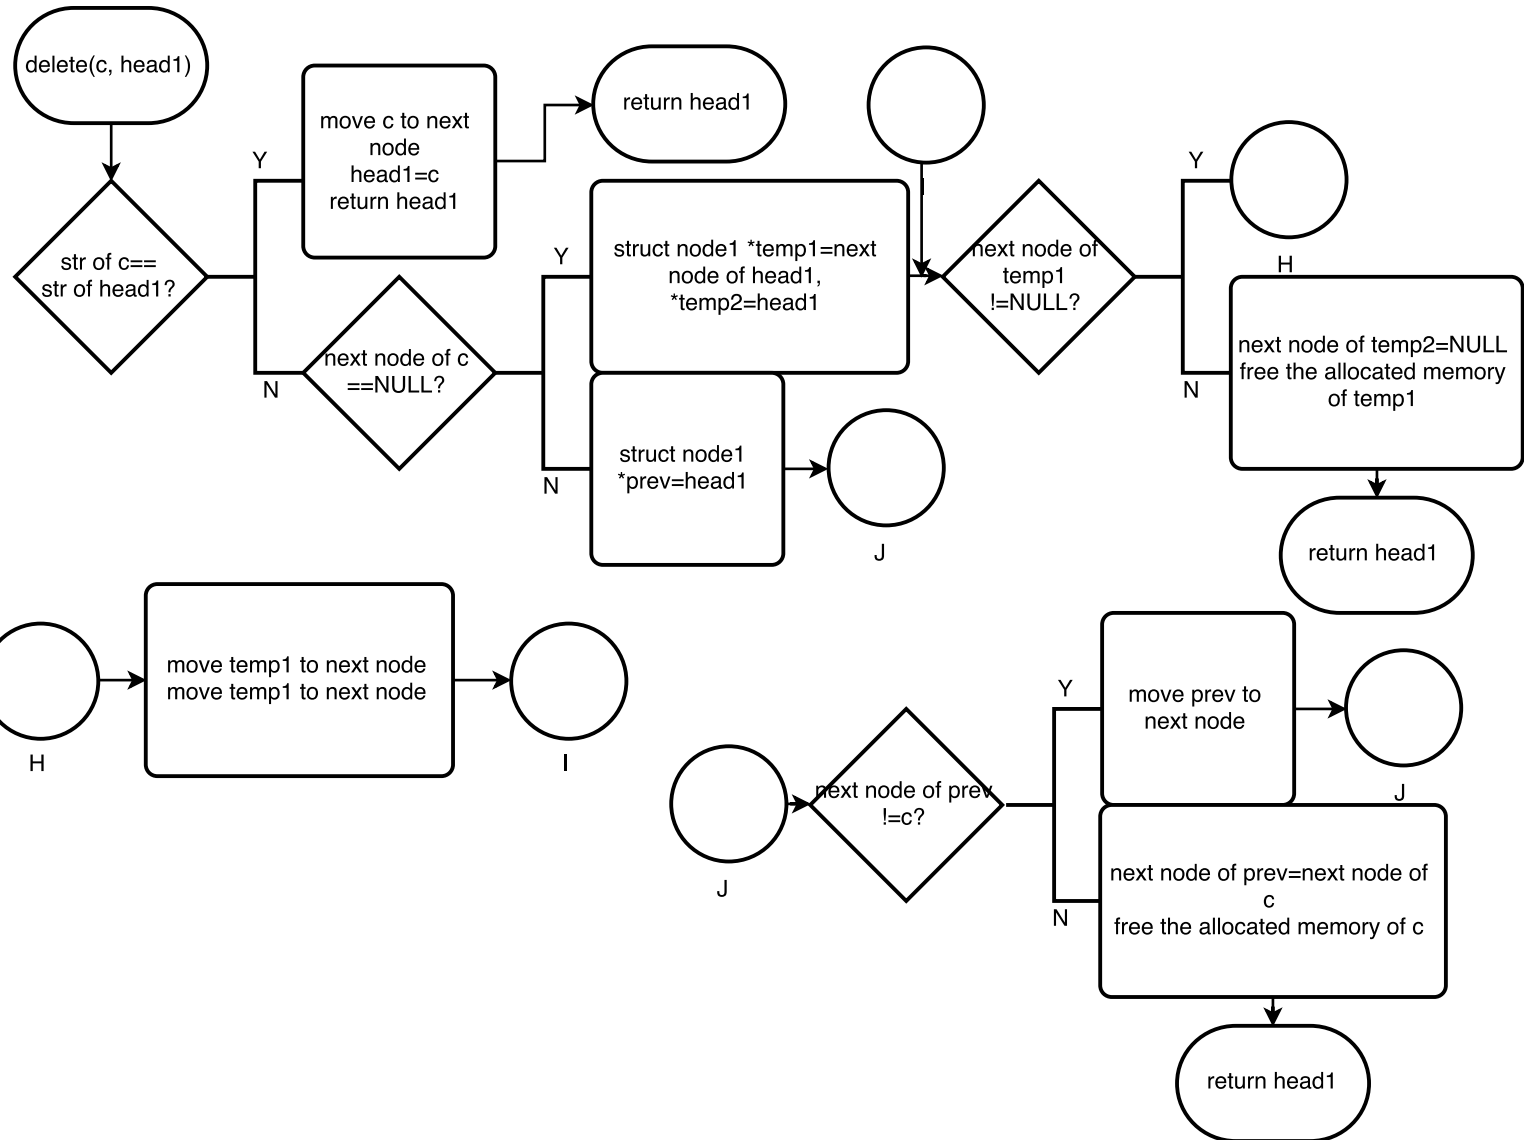 delete(c, head1)
str of c==
str of head1?
Y
N
move c to next
node
head1=c
return head1
return head1
next node of c
==NULL?
Y
N
struct node1 *temp1=next
node of head1,
*temp2=head1
struct node1
*prev=head1
J
I
next node of
temp1
!=NULL?
Y
N
H
next node of temp2=NULL
free the allocated memory
of temp1
return head1
H
move temp1 to next node
move temp1 to next node
I
J
next node of prev
!=c?
Y
N
move prev to
next node
J
next node of prev=next node of
c
free the allocated memory of c
return head1